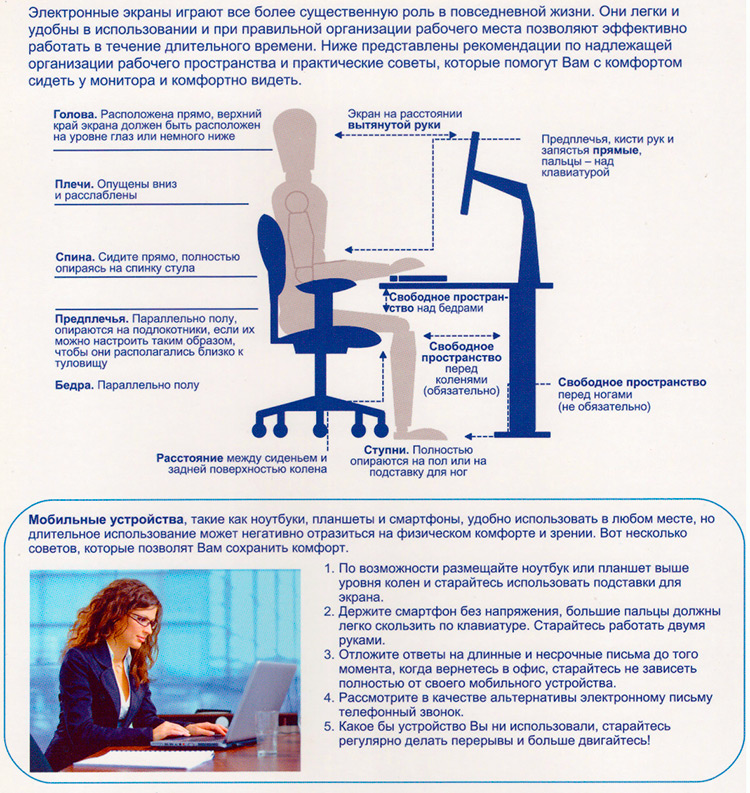 Электронные экраны играют все более существенную роль в повседневной жизни. Они легки и
удобны в использовании и при правильной организации рабочего места позволяют эффективно
работать в течение длительного времени. Ниже представлены рекомендации по надлежащей
организации рабочего пространства и практические советы, которые помогут Вам с комфортом
сидеть у монитора и комфортно видеть.
Голова. Расположена прямо, верхний
край экрана должен быть расположен
на уровне глаз или немного ниже
Экран на расстоянии
вытянутой руки
Предплечья, кисти рук и
запястья прямые,
пальцы – над
клавиатурой
Плечи. Опущены вниз
и расслаблены
Спина. Сидите прямо, полностью
опираясь на спинку стула
Свободное простран-
ство над бедрами
Предплечья. Параллельно полу,
опираются на подлокотники, если их
можно настроить таким образом,
чтобы они располагались близко к
туловищу
Свободное
пространство
перед
коленями
(обязательно)
Бедра. Параллельно полу
Свободное пространство
перед ногами
(не обязательно)
Расстояние между сиденьем и
задней поверхностью колена
Ступни. Полностью
опираются на пол или на
подставку для ног
Мобильные устройства, такие как ноутбуки, планшеты и смартфоны, удобно использовать в любом месте, но
длительное использование может негативно отразиться на физическом комфорте и зрении. Вот несколько
советов, которые позволят Вам сохранить комфорт.
1. По возможности размещайте ноутбук или планшет выше
уровня колен и старайтесь использовать подставки для
экрана.
2. Держите смартфон без напряжения, большие пальцы должны
легко скользить по клавиатуре. Старайтесь работать двумя
руками.
3. Отложите ответы на длинные и несрочные письма до того
момента, когда вернетесь в офис, старайтесь не зависеть
полностью от своего мобильного устройства.
4. Рассмотрите в качестве альтернативы электронному письму
телефонный звонок.
5. Какое бы устройство Вы ни использовали, старайтесь
регулярно делать перерывы и больше двигайтесь!